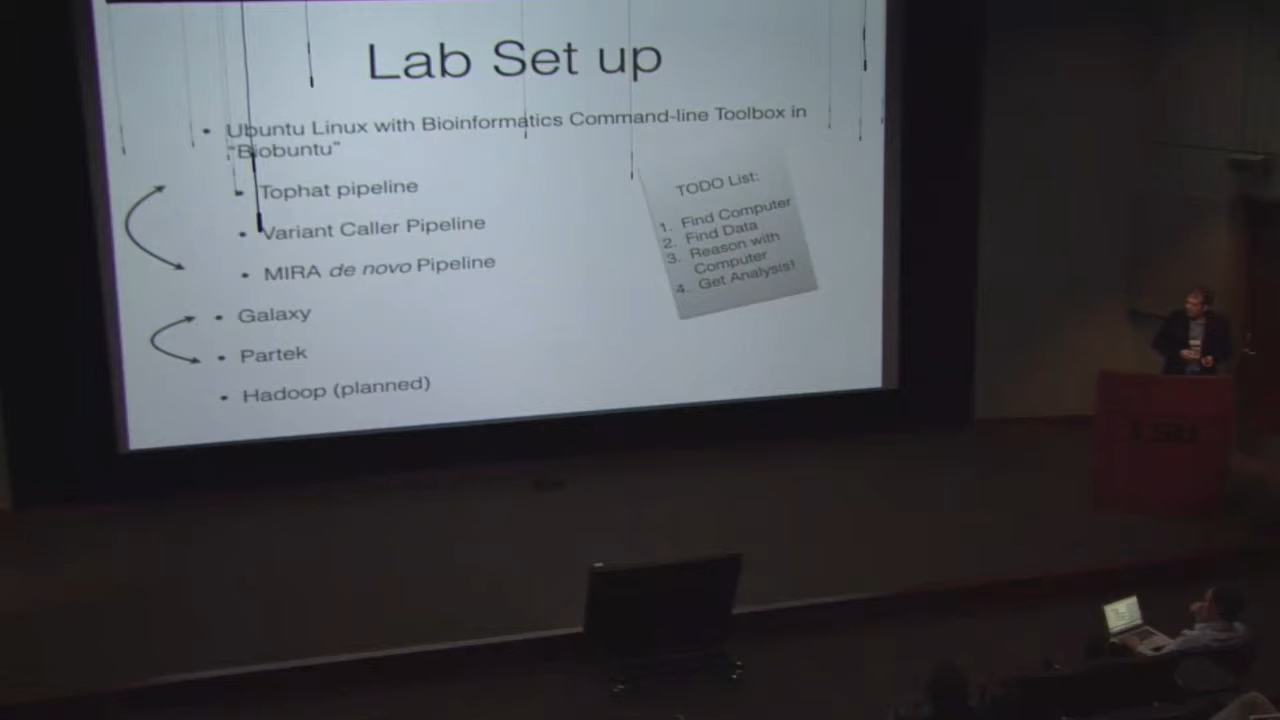 Lab Set up
• Ubuntu Linux with Bioinformatics Command-line Toolbox in
"Biobuntu"
• Tophat pipeline
• Variant Caller Pipeline
• MIRA de novo Pipeline
• Galaxy
• Partek
• Hadoop (planned)
TODO List:
1. Find Computer
2. Find Data
3. Reason with
Computer
4. Get Analysis!
LSU